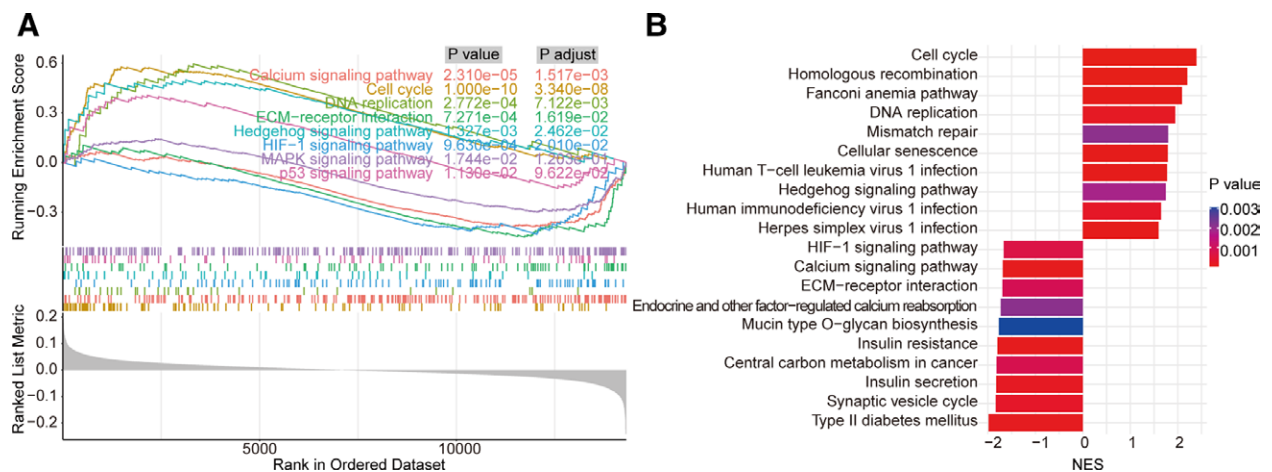 A
P value P adjust
Calcium signaling pathway 2.310e-05 1.517e-03
Cell cycle 1.000e-10 3.340e-08
DNA replication 2.772e-04 7.122e-03
ECM-receptor interaction 7.271e-04 1.619e-02
Hedgehog signaling pathway 1.327e-03 2.462e-02
HIF-1 signaling pathway 9.630e-04 2.010e-02
MAPK signaling pathway 1.744e-02
p53 signaling pathway 1.130e-02 9.622e-02
Running Enrichment Score
0.6
0.3
0.0
−0.3
Ranked List Metric
0.2
0.1
0.0
−0.1
−0.2
5000 10000
Rank in Ordered Dataset
B
Cell cycle
Homologous recombination
Fanconi anemia pathway
DNA replication
Mismatch repair
Cellular senescence
Human T−cell leukemia virus 1 infection
Hedgehog signaling pathway
Human immunodeficiency virus 1 infection
Herpes simplex virus 1 infection
HIF−1 signaling pathway
Calcium signaling pathway
ECM−receptor interaction
Endocrine and other factor−regulated calcium reabsorption
Mucin type O−glycan biosynthesis
Insulin resistance
Central carbon metabolism in cancer
Insulin secretion
Synaptic vesicle cycle
Type II diabetes mellitus
−2 −1 0 1 2
NES
P value
0.003
0.002
0.001